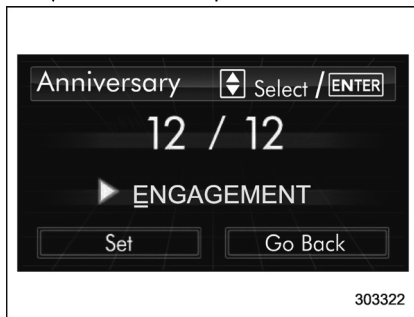 Anniversary Select / ENTER
12 / 12
ENGAGEMENT
Set Go Back
303322